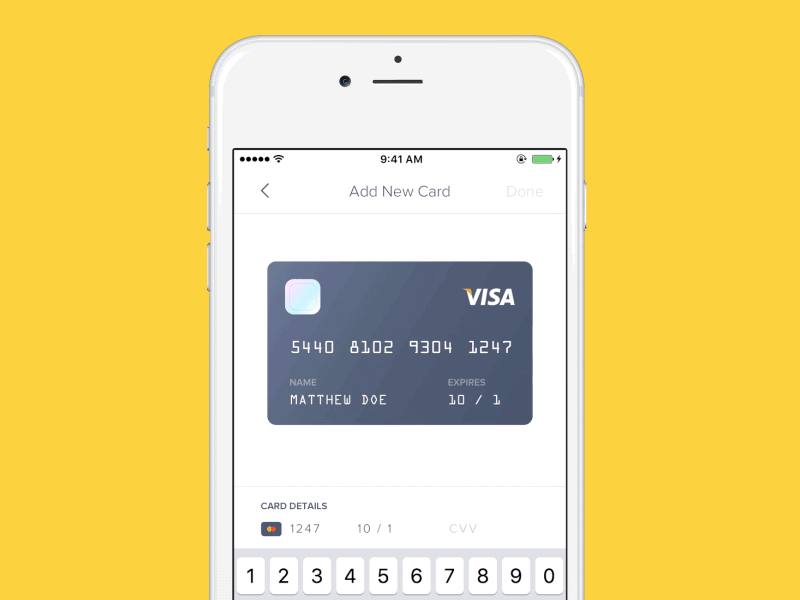 9:41 AM
Add New Card Done
VISA
5440 8102 9304 1247
NAME EXPIRES
MATTHEW DOE 10 / 1
CARD DETAILS
1247 10 / 1 CVV
1 2 3 4 5 6 7 8 9 0